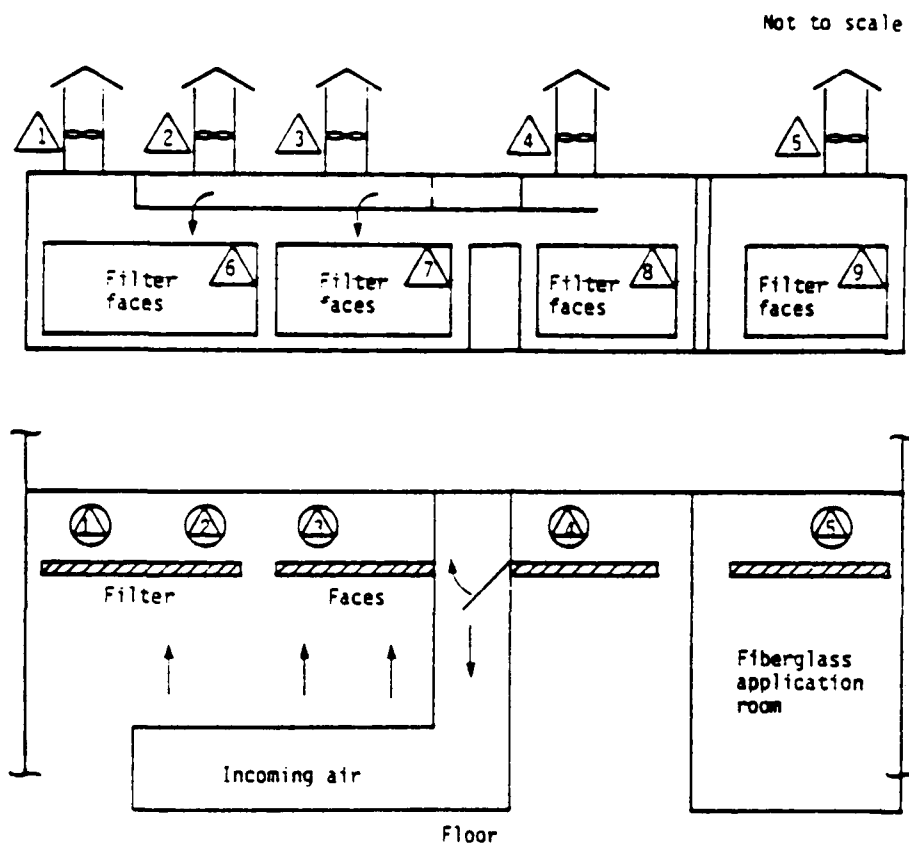 Not to scale
1 2 3 4 5
6 7 8 9
Filter Filter Filter Filter
faces faces faces faces
1 2 3 4 5
Filter Faces
Fiberglass
application
room
Incoming air
Floor